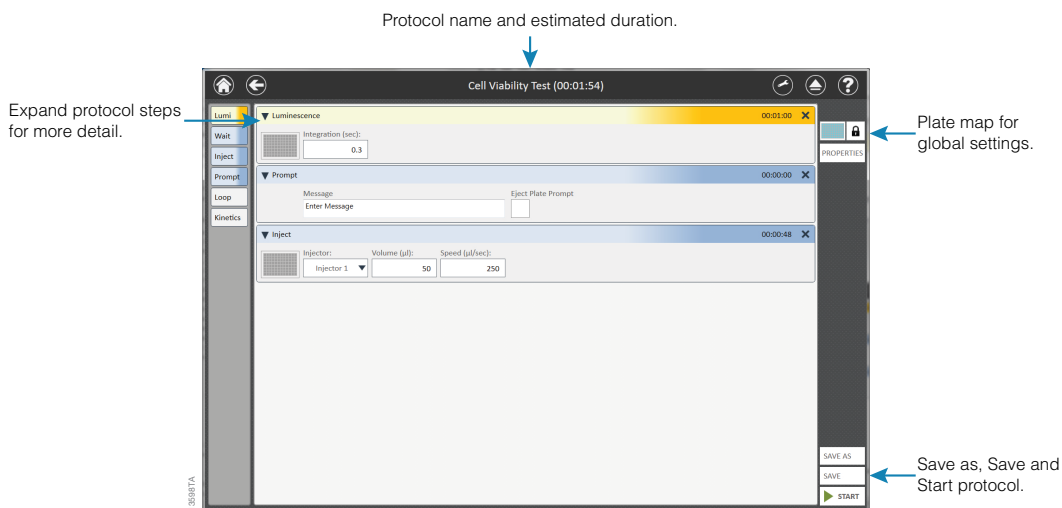 Protocol name and estimated duration.
Cell Viability Test (00:01:54)
?
Expand protocol steps
for more detail.
Lumi
Wait
Inject
Prompt
Loop
Kinetics
Luminescence
00:01:00
Integration (sec):
0.3
Prompt
00:00:00
Message
Eject Plate Prompt
Enter Message
Inject
00:00:48
Injector:
Volume (µl):
Speed (µl/sec):
Injector 1
50
250
PROPERTIES
Plate map for
global settings.
SAVE AS
SAVE
START
Save as, Save and
Start protocol.
3598TA